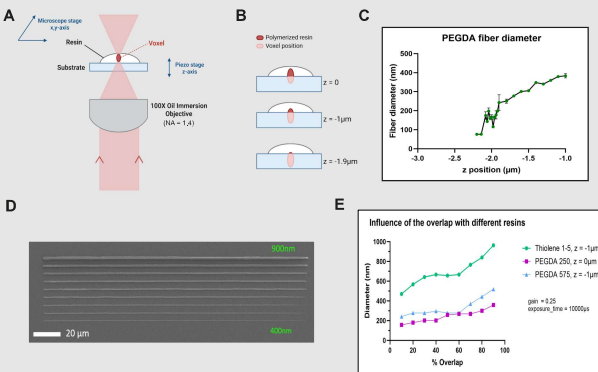 A
Microscope stage
x,y-axis
Resin
Voxel
Substrate
Piezo stage
z-axis
100X Oil Immersion
Objective
(NA = 1,4)
B
Polymerized resin
Voxel position
z = 0
z = -1µm
z = -1.9µm
C
PEGDA fiber diameter
Fiber diameter (nm)
500
400
300
200
100
0
-3.0
-2.5
-2.0
-1.5
-1.0
z position (µm)
D
900nm
400nm
20 µm
E
Influence of the overlap with different resins
Diameter (nm)
1000
800
600
400
200
0
0
20
40
60
80
100
% Overlap
Thiolene 1-5, z = -1µm
PEGDA 250, z = 0µm
PEGDA 575, z = -1µm
gain = 0.25
exposure_time = 10000µs